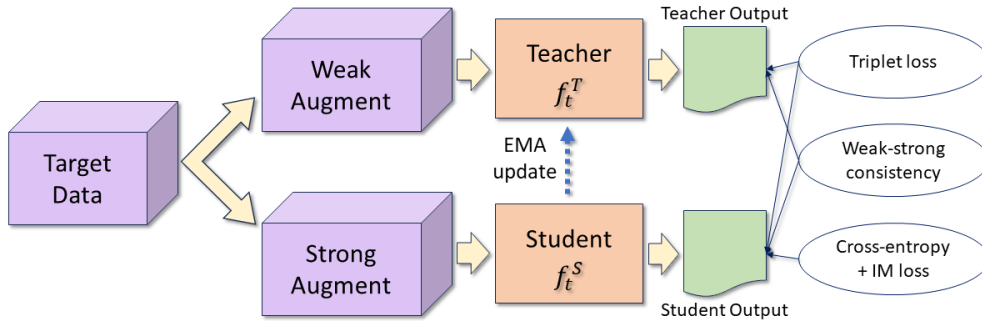 Target
Data
Weak
Augment
Strong
Augment
Teacher
f_t^T
EMA
update
Student
f_t^S
Teacher Output
Student Output
Triplet loss
Weak-strong
consistency
Cross-entropy
+ IM loss